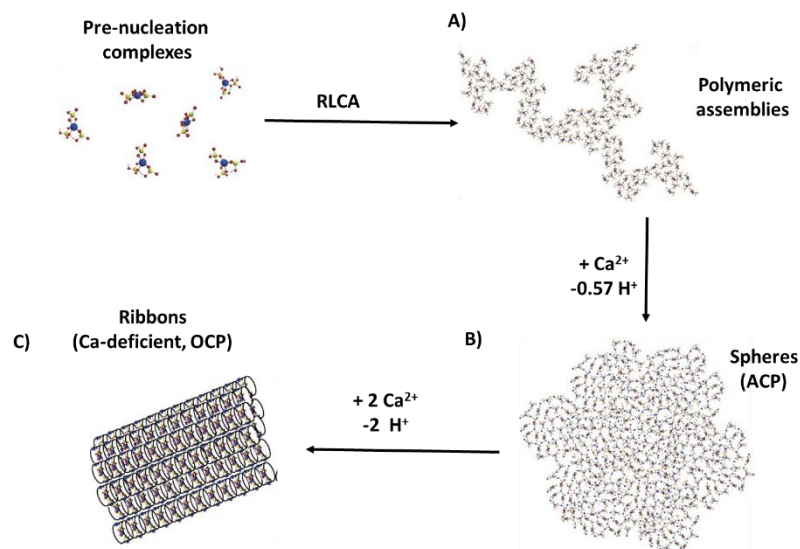 Pre-nucleation
complexes
RLCA
A)
Polymeric
assemblies
+ Ca²⁺
-0.57 H⁺
B)
Spheres
(ACP)
+ 2 Ca²⁺
-2 H⁺
C)
Ribbons
(Ca-deficient, OCP)